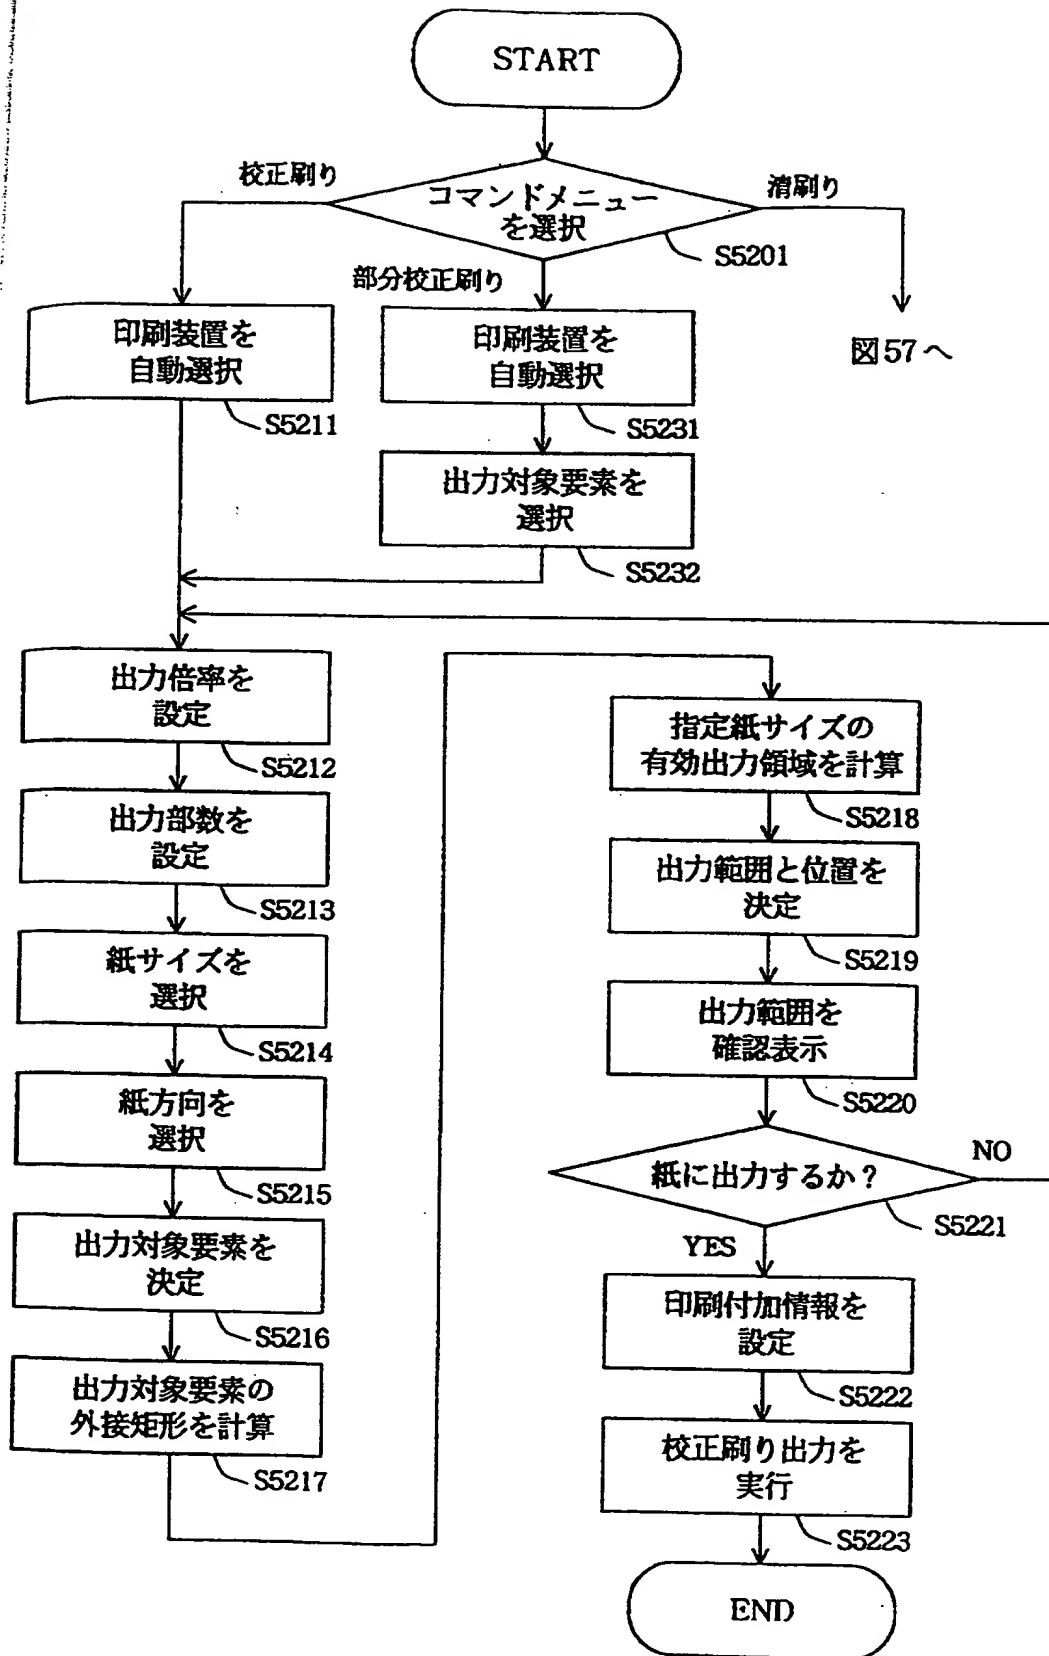 START
校正刷り
コマンドメニュー
を選択
清刷り
S5201
部分校正刷り
印刷装置を
自動選択
S5211
印刷装置を
自動選択
S5231
図57へ
出力対象要素を
選択
S5232
出力倍率を
設定
S5212
出力部数を
設定
S5213
紙サイズを
選択
S5214
紙方向を
選択
S5215
出力対象要素を
決定
S5216
出力対象要素の
外接矩形を計算
S5217
指定紙サイズの
有効出力領域を計算
S5218
出力範囲と位置を
決定
S5219
出力範囲を
確認表示
S5220
紙に出力するか？
NO
S5221
YES
印刷付加情報を
設定
S5222
校正刷り出力を
実行
S5223
END